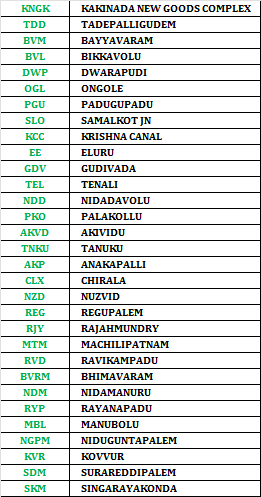 KNGK KAKINADA NEW GOODS COMPLEX
TDD TADEPALLIGUDEM
BVM BAYYAVARAM
BVL BIKKAVOLU
DWP DWARAPUDI
OGL ONGOLE
PGU PADUGUPADU
SLO SAMALKOT JN
KCC KRISHNA CANAL
EE ELURU
GDV GUDIVADA
TEL TENALI
NDD NIDADAVOLU
PKO PALAKOLLU
AKVD AKIVIDU
TNKU TANUKU
AKP ANAKAPALLI
CLX CHIRALA
NZD NUZVID
REG REGUPALEM
RJY RAJAHMUNDRY
MTM MACHILIPATNAM
RVD RAVIKAMPADU
BVRM BHIMAVARAM
NDM NIDAMANURU
RYP RAYANAPADU
MBL MANUBOLU
NGPM NIDUGUNTAPALEM
KVR KOVVUR
SDM SURAREDDIPALEM
SKM SINGARAYAKONDA